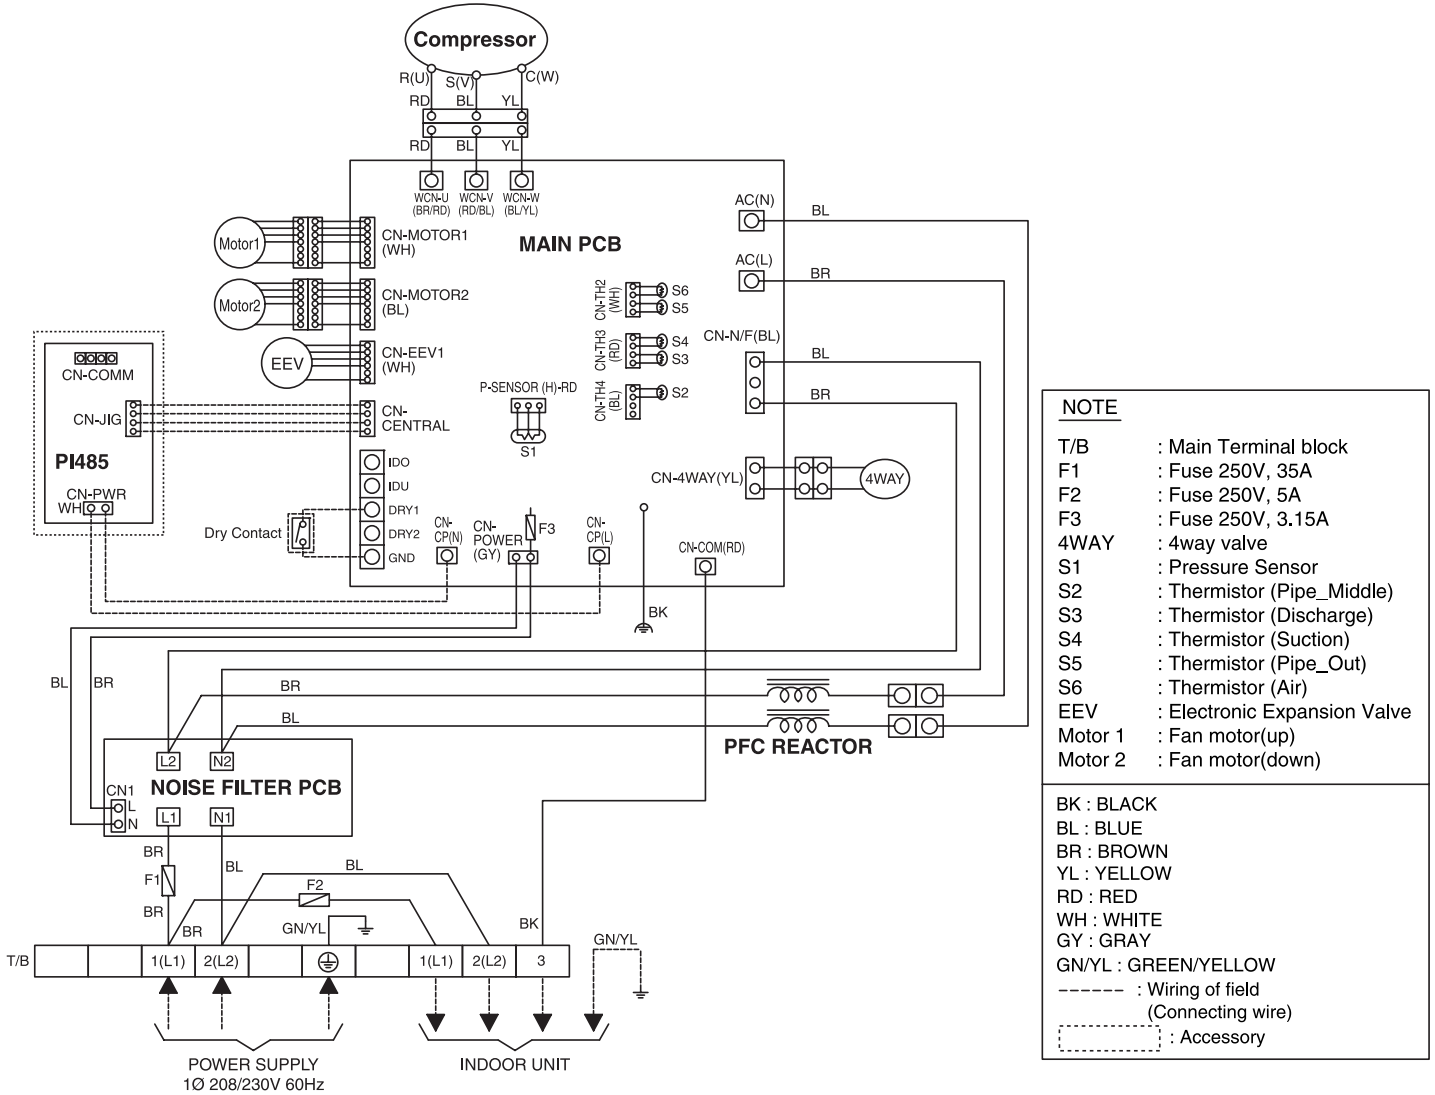 Compressor
R(U) S(V) C(W)
RD BL YL
RD BL YL
WCN-U (BR/RD)
WCN-V (RD/BL)
WCN-W (BL/YL)
MAIN PCB
Motor1
CN-MOTOR1
(WH)
Motor2
CN-MOTOR2
(BL)
EEV
CN-EEV1
(WH)
CN-
CENTRAL
CN-COMM
CN-JIG
PI485
CN-PWR
WH
IDO
IDU
DRY1
DRY2
GND
Dry Contact
CN-TH2
(WH)
S6
S5
CN-TH3
(RD)
S4
S3
CN-TH4
(BL)
S2
P-SENSOR (H)-RD
S1
AC(N)
BL
AC(L)
BR
CN-N/F(BL)
BL
BR
CN-4WAY(YL)
4WAY
CN-
CP(N)
CN-
POWER
(GY)
F3
CN-
CP(L)
CN-COM(RD)
BK
BL BR
BR
BL
PFC REACTOR
L2 N2
NOISE FILTER PCB
CN1
L
N
L1 N1
BR
BL
F1
BR
BR
F2
BL
GN/YL
BK
GN/YL
T/B
1(L1) 2(L2) 1(L1) 2(L2) 3
POWER SUPPLY
1Ø 208/230V 60Hz
INDOOR UNIT
NOTE
T/B : Main Terminal block
F1 : Fuse 250V, 35A
F2 : Fuse 250V, 5A
F3 : Fuse 250V, 3.15A
4WAY : 4way valve
S1 : Pressure Sensor
S2 : Thermistor (Pipe_Middle)
S3 : Thermistor (Discharge)
S4 : Thermistor (Suction)
S5 : Thermistor (Pipe_Out)
S6 : Thermistor (Air)
EEV : Electronic Expansion Valve
Motor 1 : Fan motor(up)
Motor 2 : Fan motor(down)
BK : BLACK
BL : BLUE
BR : BROWN
YL : YELLOW
RD : RED
WH : WHITE
GY : GRAY
GN/YL : GREEN/YELLOW
: Wiring of field
(Connecting wire)
: Accessory